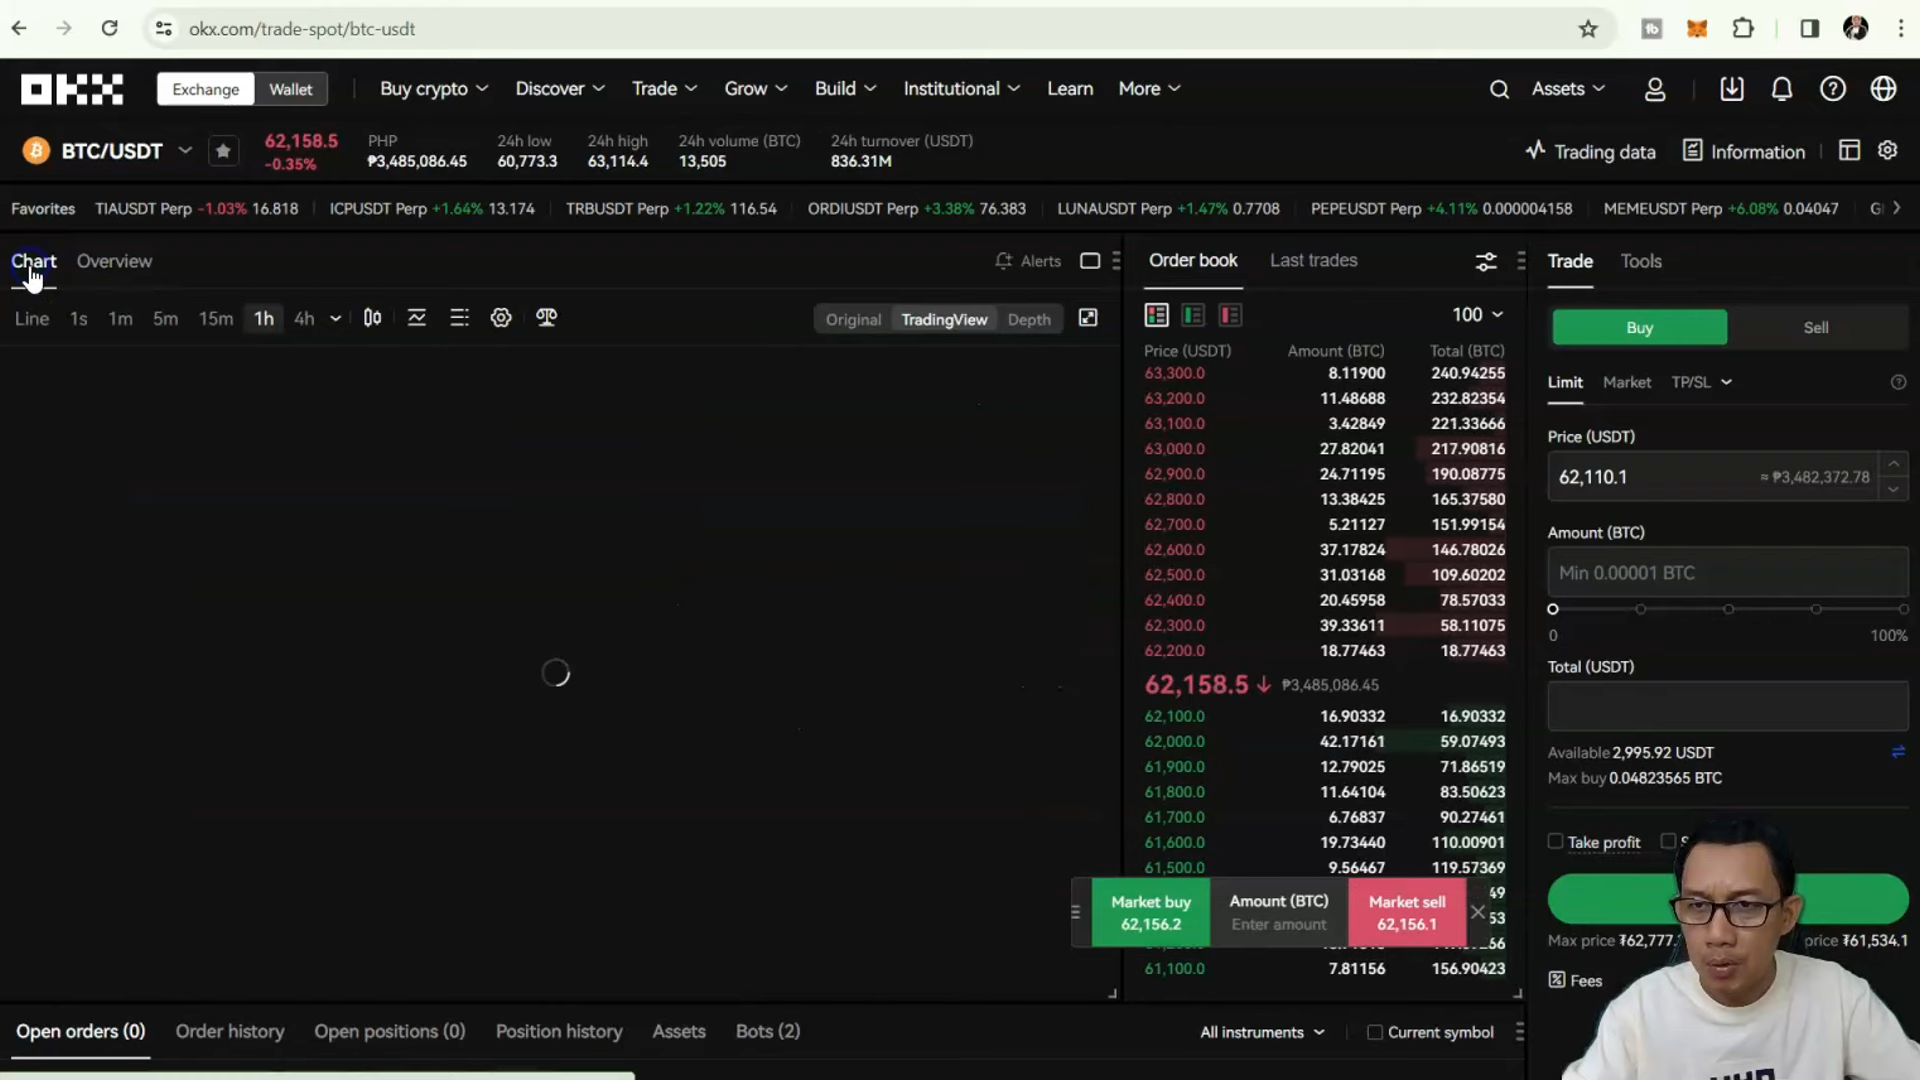 okx.com/trade-spot/btc-usdt
OKX Exchange Wallet Buy crypto Discover Trade Grow Build Institutional Learn More Assets
BTC/USDT
62,158.5
-0.35%
PHP
₱3,485,086.45
24h low
60,773.3
24h high
63,114.4
24h volume (BTC)
13,505
24h turnover (USDT)
836.31M
Trading data Information
Favorites TIAUSDT Perp -1.03% 16.818 ICPUSDT Perp +1.64% 13.174 TRBUSDT Perp +1.22% 116.54 ORDIUSDT Perp +3.38% 76.383 LUNAUSDT Perp +1.47% 0.7708 PEPEUSDT Perp +4.11% 0.000004158 MEMEUSDT Perp +6.08% 0.04047
Chart Overview Alerts
Line 1s 1m 5m 15m 1h 4h Original TradingView Depth
Order book Last trades
100
Price (USDT) Amount (BTC) Total (BTC)
63,300.0 8.11900 240.94255
63,200.0 11.48688 232.82354
63,100.0 3.42849 221.33666
63,000.0 27.82041 217.90816
62,900.0 24.71195 190.08775
62,800.0 13.38425 165.37580
62,700.0 5.21127 151.99154
62,600.0 37.17824 146.78026
62,500.0 31.03168 109.60202
62,400.0 20.45958 78.57033
62,300.0 39.33611 58.11075
62,200.0 18.77463 18.77463
62,158.5 ↓ ₱3,485,086.45
62,100.0 16.90332 16.90332
62,000.0 42.17161 59.07493
61,900.0 12.79025 71.86519
61,800.0 11.64104 83.50623
61,700.0 6.76837 90.27461
61,600.0 19.73440 110.00901
61,500.0 9.56467 119.57369
61,100.0 7.81156 156.90423
Market buy
62,156.2
Amount (BTC)
Enter amount
Market sell
62,156.1
Trade Tools
Buy Sell
Limit Market TP/SL
Price (USDT)
62,110.1 ≈ ₱3,482,372.78
Amount (BTC)
Min 0.00001 BTC
0 100%
Total (USDT)
Available 2,995.92 USDT
Max buy 0.04823565 BTC
Take profit
Max price ₮62,777. price ₮61,534.1
Fees
Open orders (0) Order history Open positions (0) Position history Assets Bots (2) All instruments Current symbol